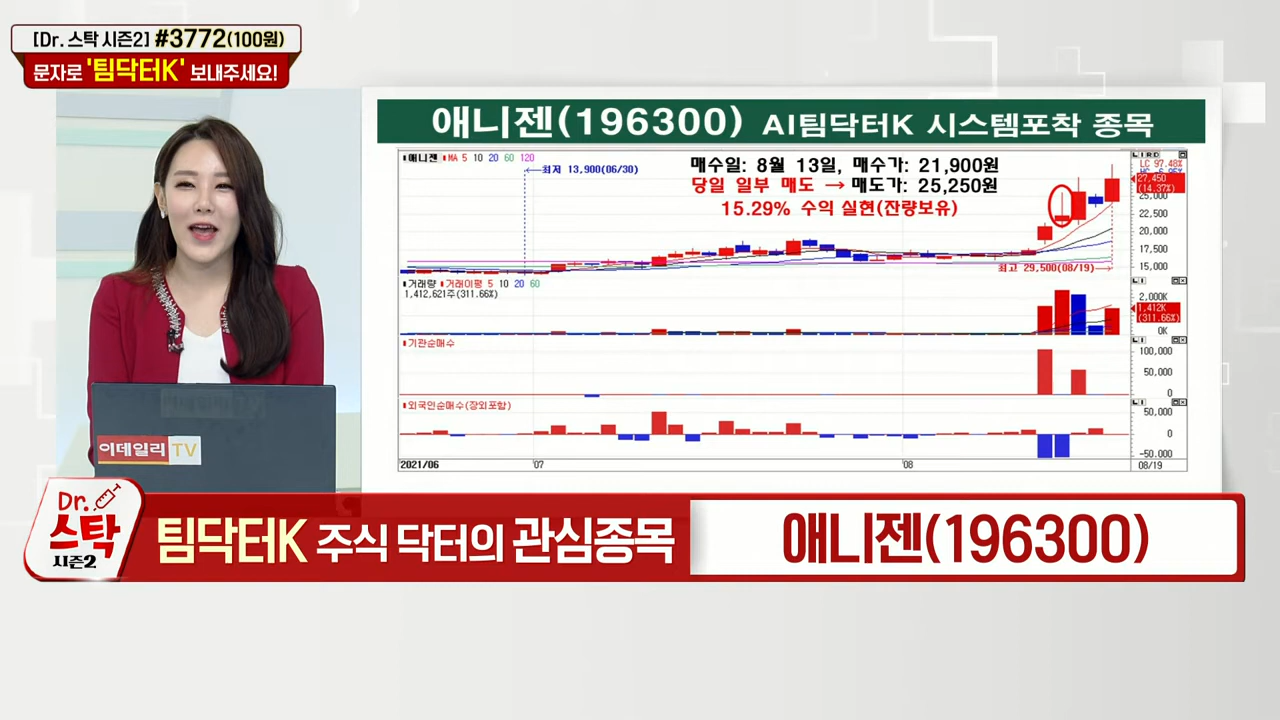 [Dr. 스탁 시즌2] #3772(100원)
문자로 '팀닥터K' 보내주세요!
애니젠(196300) AI팀닥터K 시스템포착 종목
애니젠 MA 5 10 20 60 120
최저 13,900(06/30)
매수일: 8월 13일, 매수가: 21,900원
당일 일부 매도 → 매도가: 25,250원
15.29% 수익 실현(잔량보유)
LC 97.48%
27,450
(14.37%)
25,000
22,500
20,000
17,500
15,000
최고 29,500(08/19)
거래량 거래이평 5 10 20 60
1,412,621주(311.66%)
2,000K
1,412K
(311.66%)
0K
기관순매수
100,000
50,000
0
외국인순매수(장외포함)
50,000
0
-50,000
2021/06 '07 '08 08/19
이데일리 TV
Dr.
스탁
시즌2
팀닥터K 주식 닥터의 관심종목
애니젠(196300)